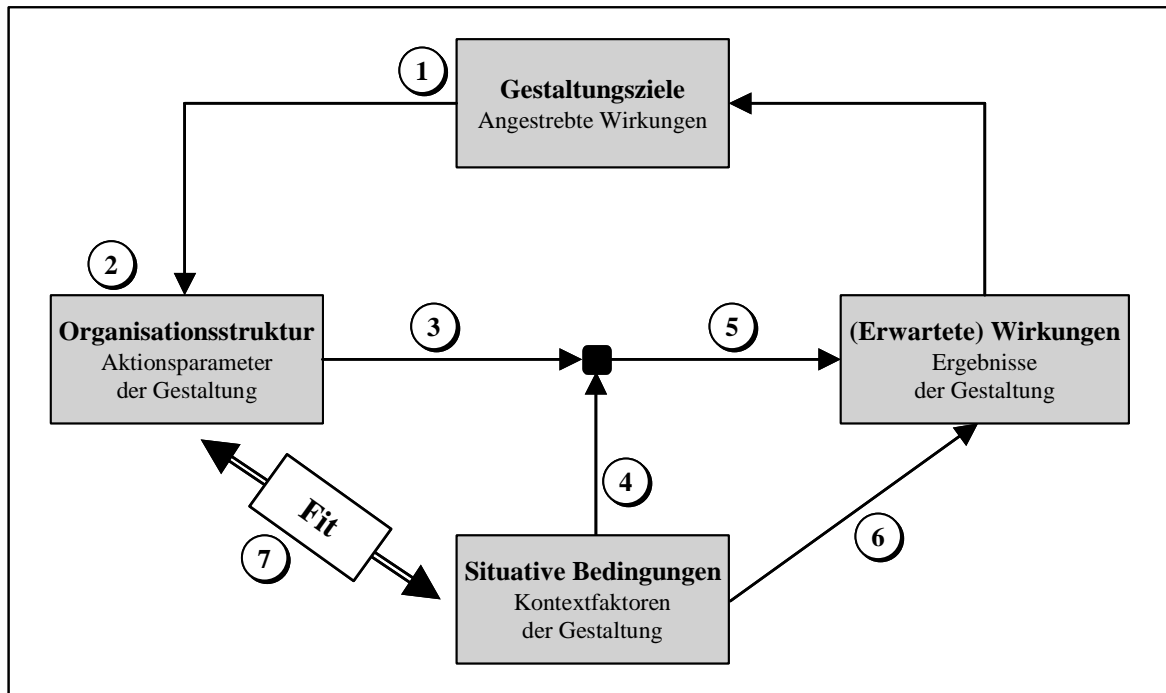 1
Gestaltungsziele
Angestrebte Wirkungen
2
Organisationsstruktur
Aktionsparameter
der Gestaltung
3
5
(Erwartete) Wirkungen
Ergebnisse
der Gestaltung
Fit
7
4
6
Situative Bedingungen
Kontextfaktoren
der Gestaltung